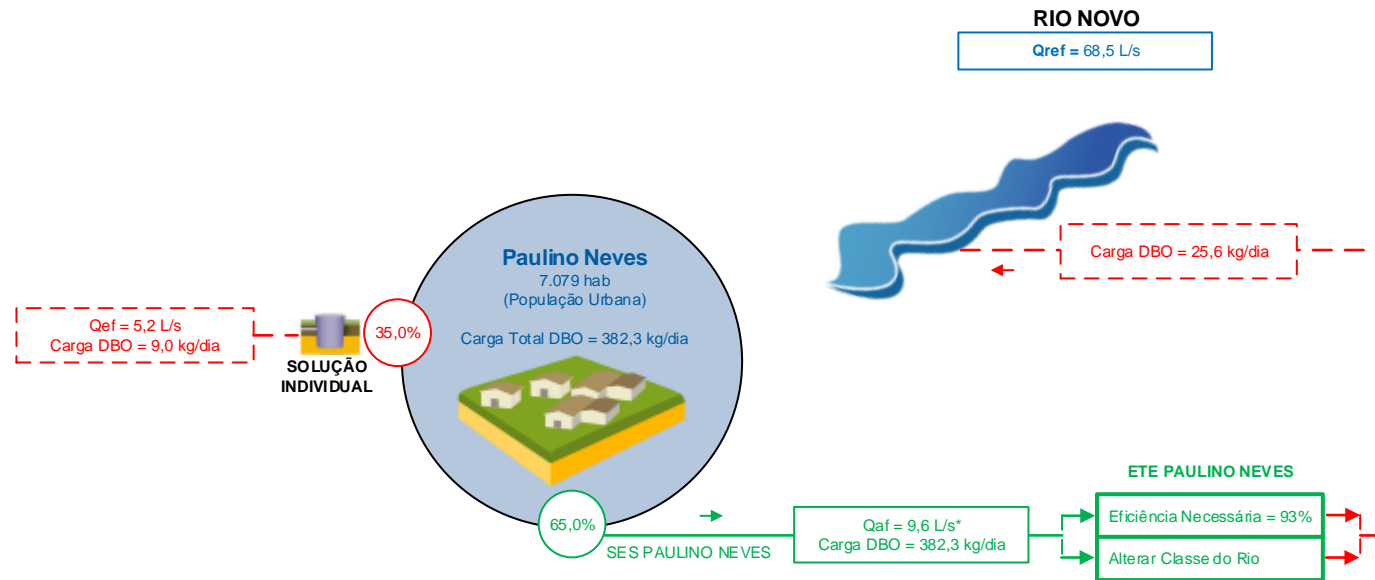 RIO NOVO
Qref = 68,5 L/s
Carga DBO = 25,6 kg/dia
Paulino Neves
7.079 hab
(População Urbana)
Carga Total DBO = 382,3 kg/dia
Qef = 5,2 L/s
Carga DBO = 9,0 kg/dia
35,0%
SOLUÇÃO
INDIVIDUAL
65,0%
SES PAULINO NEVES
Qaf = 9,6 L/s*
Carga DBO = 382,3 kg/dia
ETE PAULINO NEVES
Eficiência Necessária = 93%
Alterar Classe do Rio